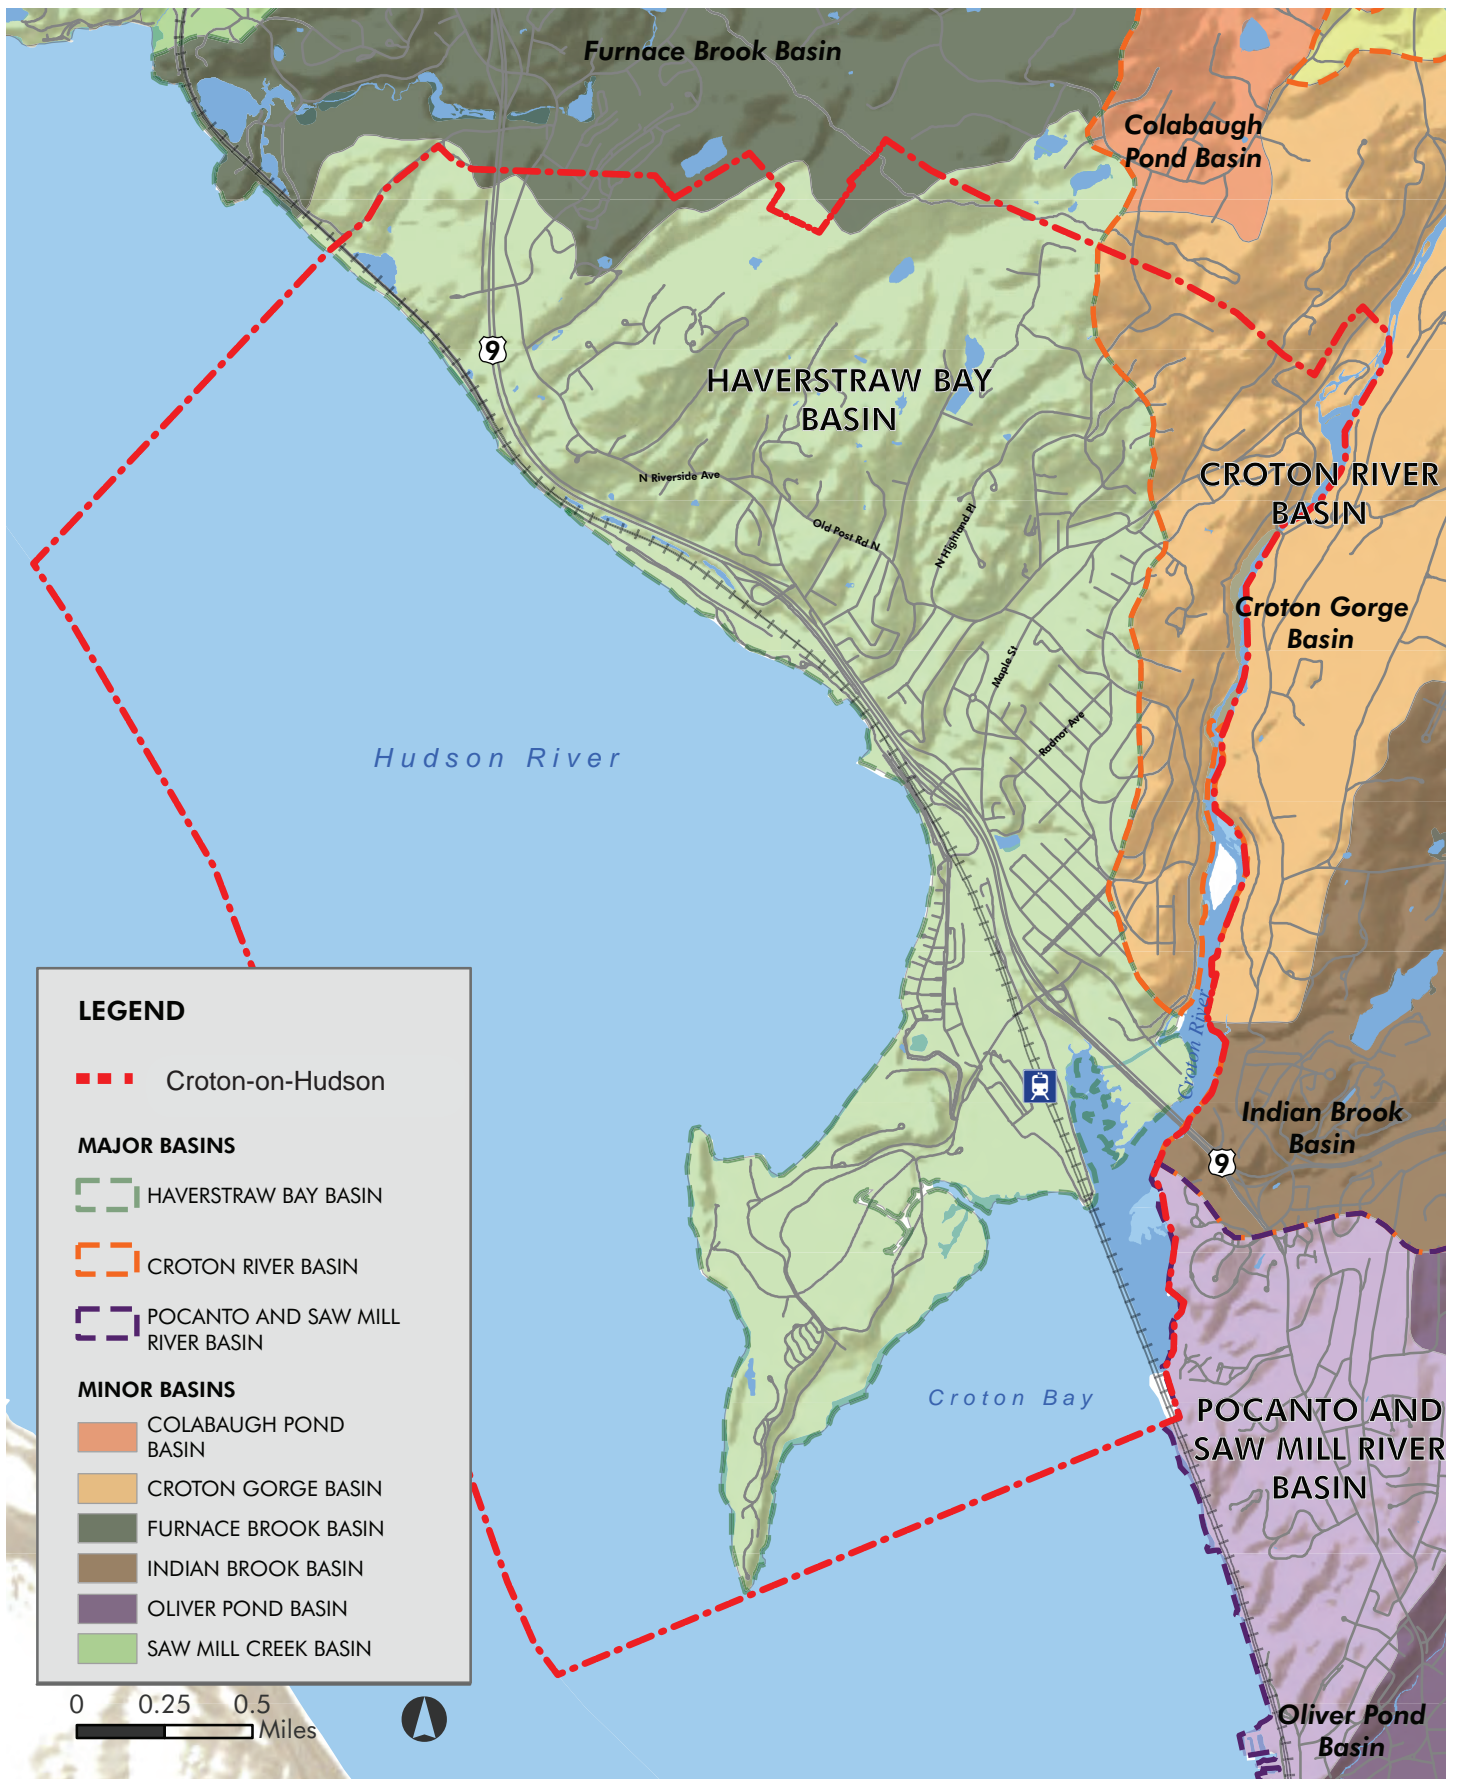 Furnace Brook Basin
Colabaugh
Pond Basin
9
HAVERSTRAW BAY
BASIN
CROTON RIVER
BASIN
N Riverside Ave
Old Post Rd N
N Highland Pl
Croton Gorge
Basin
Maple St
Radnor Ave
Hudson River
Croton River
Indian Brook
Basin
9
Croton Bay
POCANTO AND
SAW MILL RIVER
BASIN
Oliver Pond
Basin
LEGEND
Croton-on-Hudson
MAJOR BASINS
HAVERSTRAW BAY BASIN
CROTON RIVER BASIN
POCANTO AND SAW MILL
RIVER BASIN
MINOR BASINS
COLABAUGH POND
BASIN
CROTON GORGE BASIN
FURNACE BROOK BASIN
INDIAN BROOK BASIN
OLIVER POND BASIN
SAW MILL CREEK BASIN
0 0.25 0.5
Miles